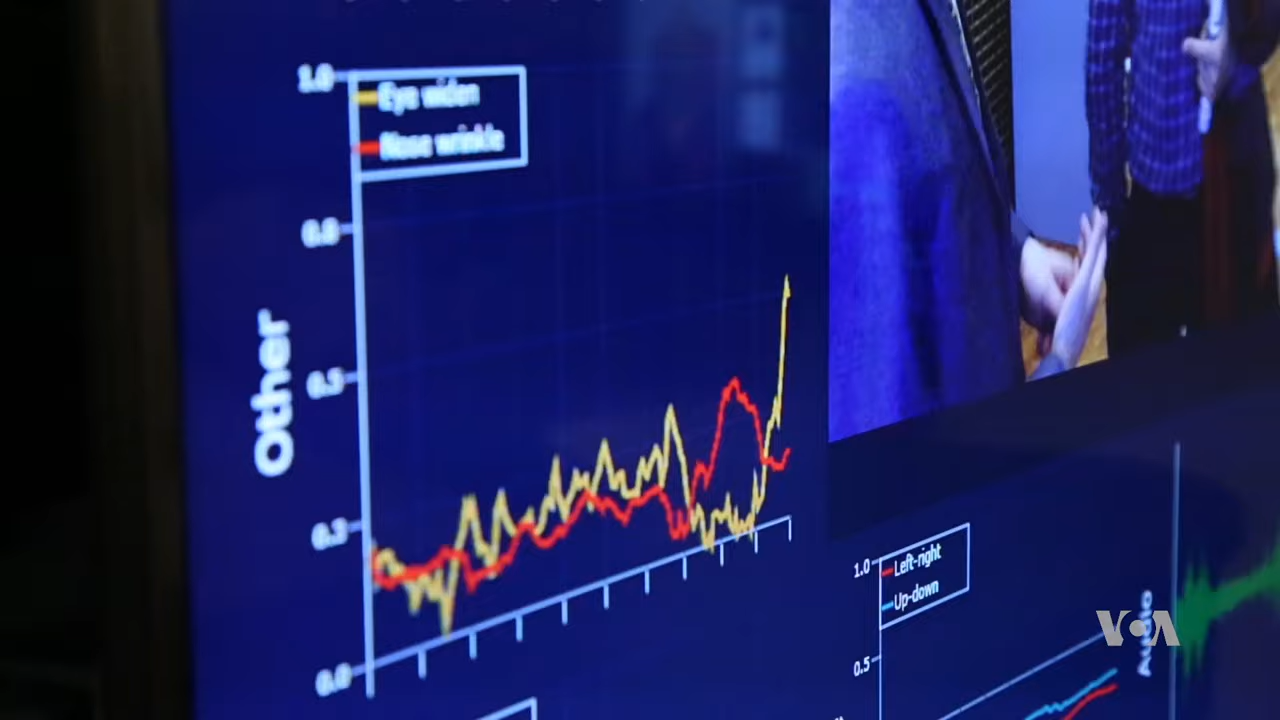 1.0
Eye widen
Nose wrinkle
0.8
0.5
0.3
0.0
Other
1.0
Left-right
Up-down
0.5
Audio
VOA